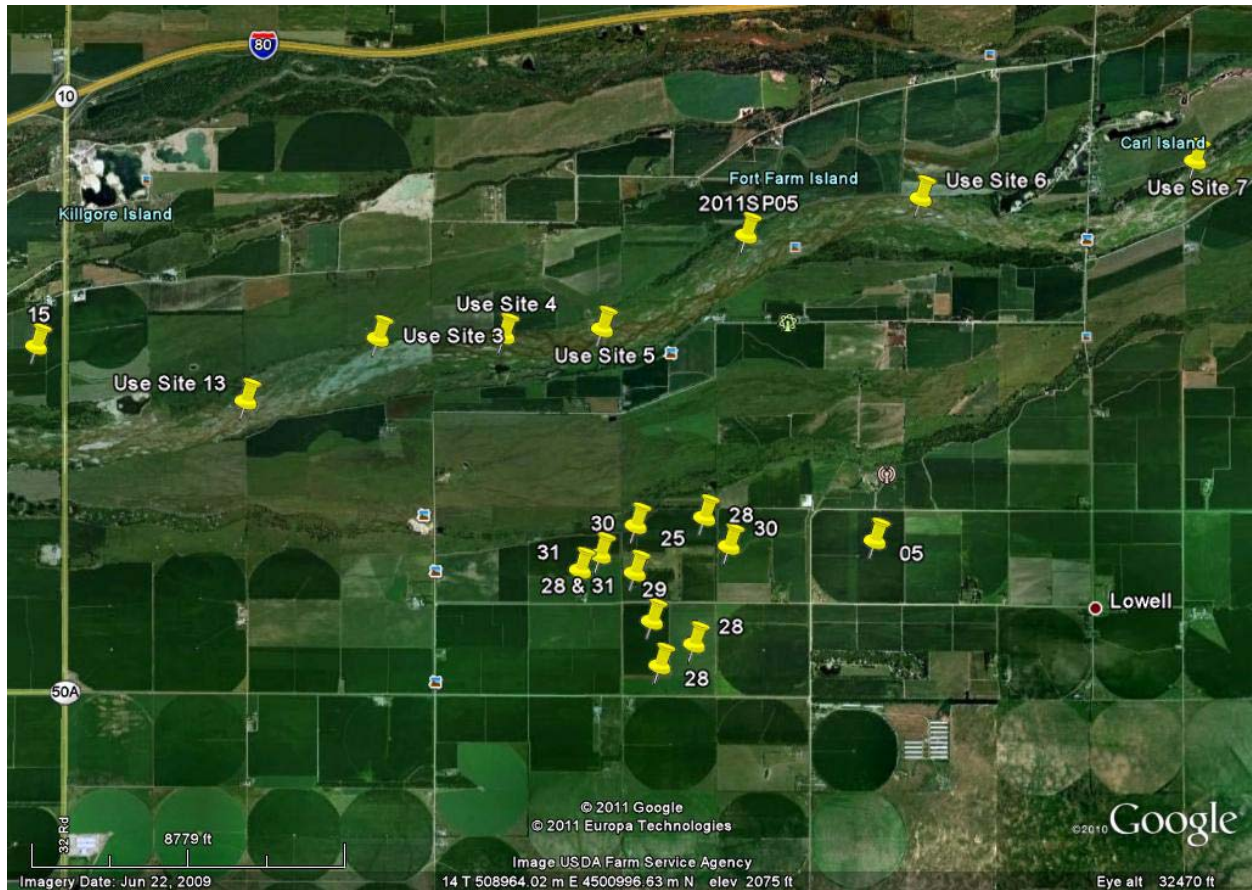 80
10
Carl Island
Fort Farm Island
Use Site 6
Use Site 7
2011SP05
Killgore Island
15
Use Site 4
Use Site 3
Use Site 5
Use Site 13
30
25
28
30
05
31
28 & 31
29
Lowell
28
28
50A
32 Rd
8779 ft
© 2011 Google
© 2011 Europa Technologies
©2010 Google
Image USDA Farm Service Agency
Imagery Date: Jun 22, 2009
14 T 508964.02 m E 4500996.63 m N elev 2075 ft
Eye alt 32470 ft